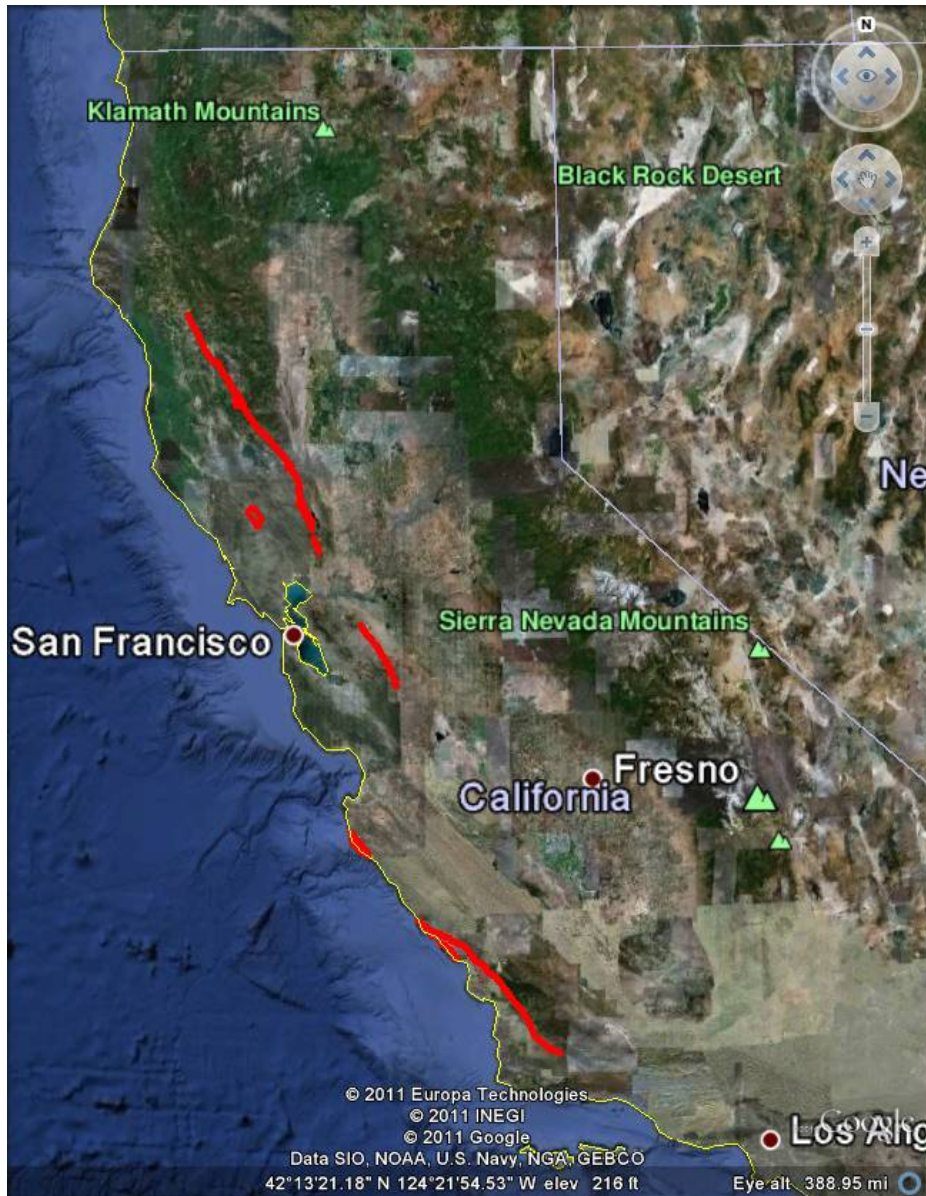 N
Klamath Mountains
Black Rock Desert
Ne
San Francisco
Sierra Nevada Mountains
Fresno
California
© 2011 Europa Technologies
© 2011 INEGI
© 2011 Google
Data SIO, NOAA, U.S. Navy, NGA, GEBCO
Los Ang
Google
42°13'21.18" N 124°21'54.53" W elev 216 ft
Eye alt 388.95 mi